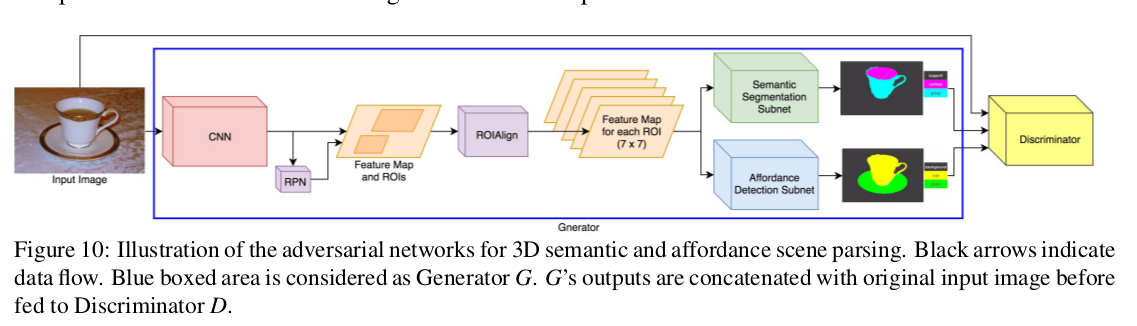 CNN
RPN
Feature Map
and ROIs
ROIAlign
Feature Map
for each ROI
(7 x 7)
Semantic
Segmentation
Subnet
Affordance
Detection Subnet
support
background
Discriminator
Input Image
Gnerator
Figure 10: Illustration of the adversarial networks for 3D semantic and affordance scene parsing. Black arrows indicate
data flow. Blue boxed area is considered as Generator G. G’s outputs are concatenated with original input image before
fed to Discriminator D.